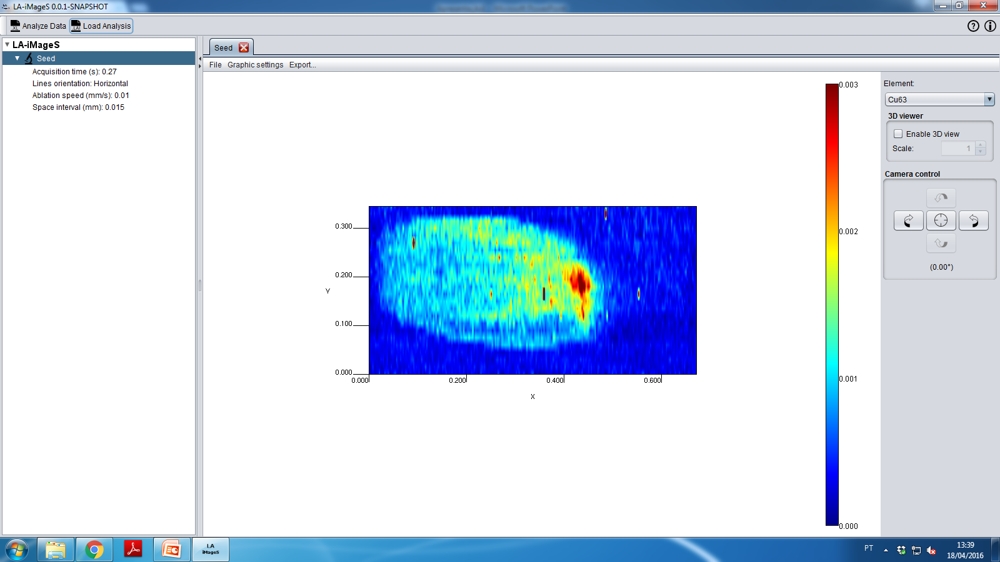 LA-iMageS 0.0.1-SNAPSHOT
Analyze Data
Load Analysis
LA-iMageS
Seed
Acquisition time (s): 0.27
Lines orientation: Horizontal
Ablation speed (mm/s): 0.01
Space interval (mm): 0.015
Seed
File Graphic settings Export...
0.300
0.200
Y
0.100
0.000
0.000 0.200 0.400 0.600
X
0.003
0.002
0.001
0.000
Element:
Cu63
3D viewer
Enable 3D view
Scale: 1
Camera control
(0.00°)
LA
iMageS
PT
13:39
18/04/2016